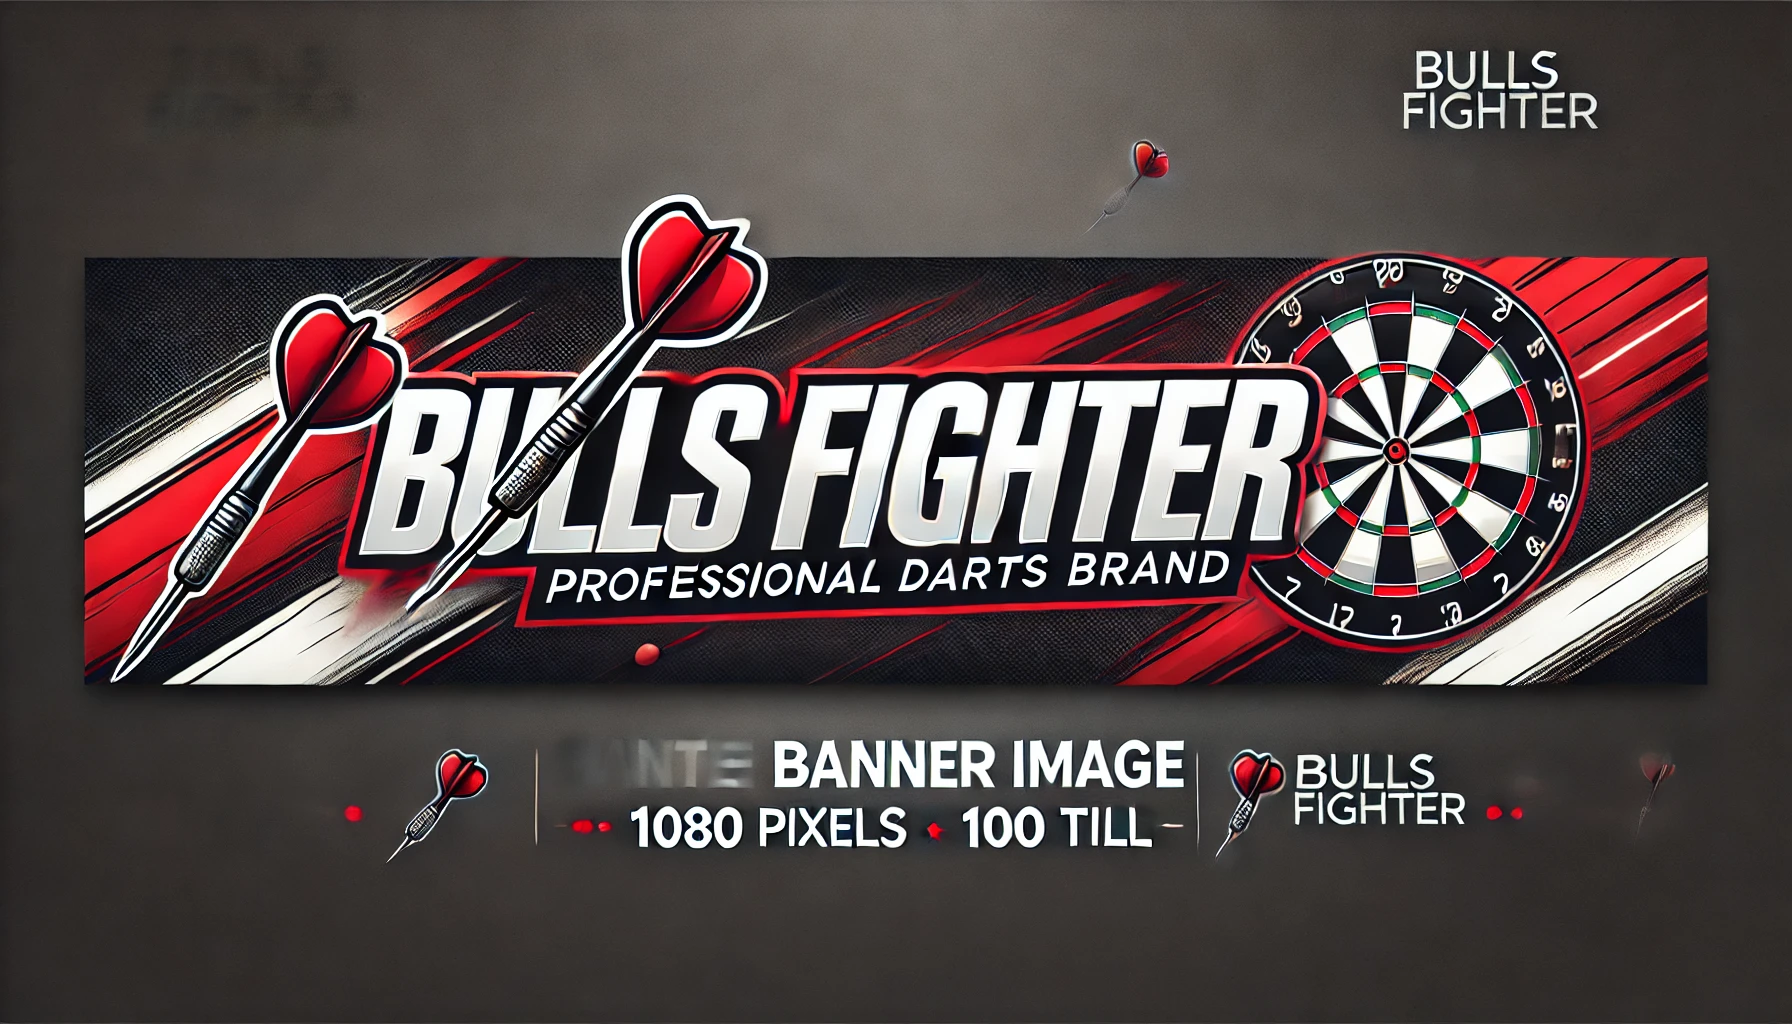 BULLS
FIGHTER
BULLS FIGHTER
PROFESSIONAL DARTS BRAND
BANNER IMAGE
1080 PIXELS 100 TILL
BULLS
FIGHTER